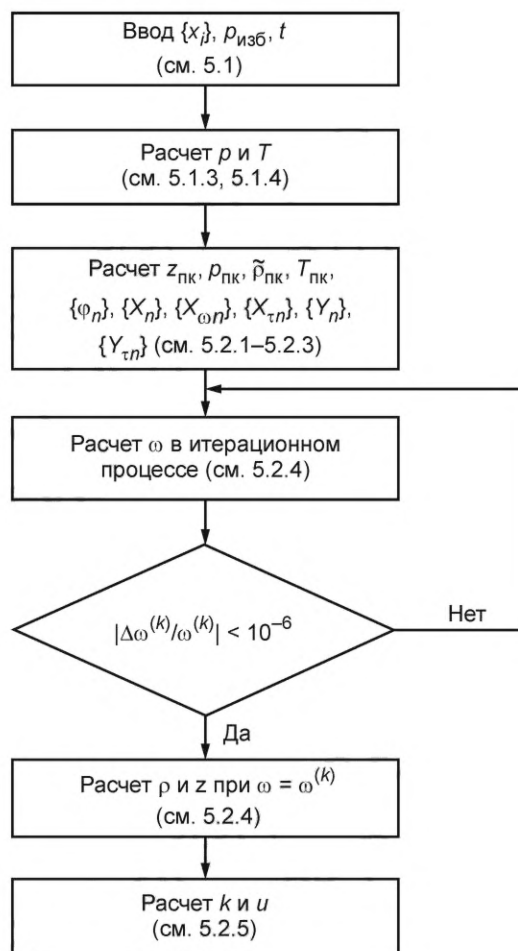 Ввод {xᵢ}, pизб, t
(см. 5.1)
Расчет p и T
(см. 5.1.3, 5.1.4)
Расчет zпк, pпк, ρ̃пк, Tпк,
{φₙ}, {Xₙ}, {Xωn}, {Xτn}, {Yₙ},
{Yτn} (см. 5.2.1–5.2.3)
Расчет ω в итерационном
процессе (см. 5.2.4)
|Δω⁽ᵏ⁾/ω⁽ᵏ⁾| < 10⁻⁶
Нет
Да
Расчет ρ и z при ω = ω⁽ᵏ⁾
(см. 5.2.4)
Расчет k и u
(см. 5.2.5)